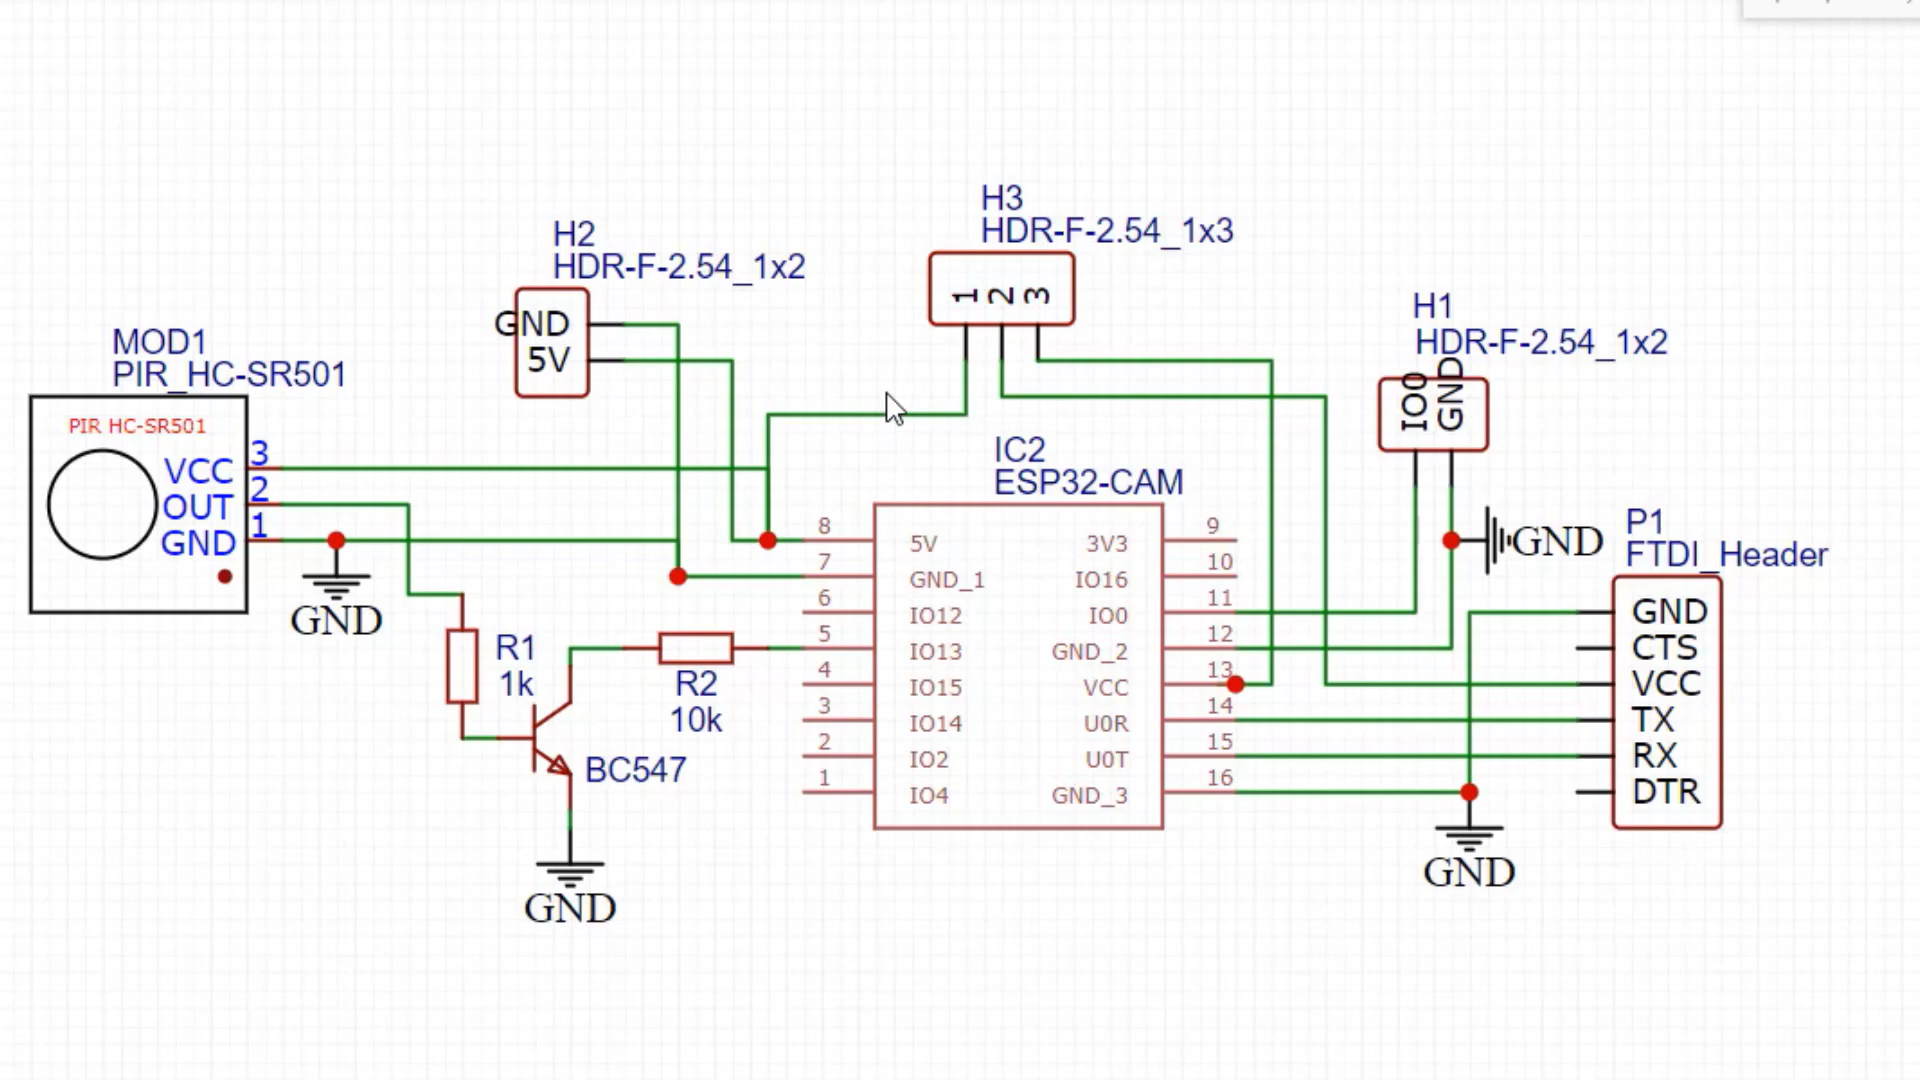 H3
HDR-F-2.54_1x3
1 2 3
H2
HDR-F-2.54_1x2
GND
5V
H1
HDR-F-2.54_1x2
IO0
GND
GND
MOD1
PIR_HC-SR501
PIR HC-SR501
VCC 3
OUT 2
GND 1
GND
R1
1k
R2
10k
BC547
GND
IC2
ESP32-CAM
8 5V 3V3 9
7 GND_1 IO16 10
6 IO12 IO0 11
5 IO13 GND_2 12
4 IO15 VCC 13
3 IO14 U0R 14
2 IO2 U0T 15
1 IO4 GND_3 16
P1
FTDI_Header
GND
CTS
VCC
TX
RX
DTR
GND